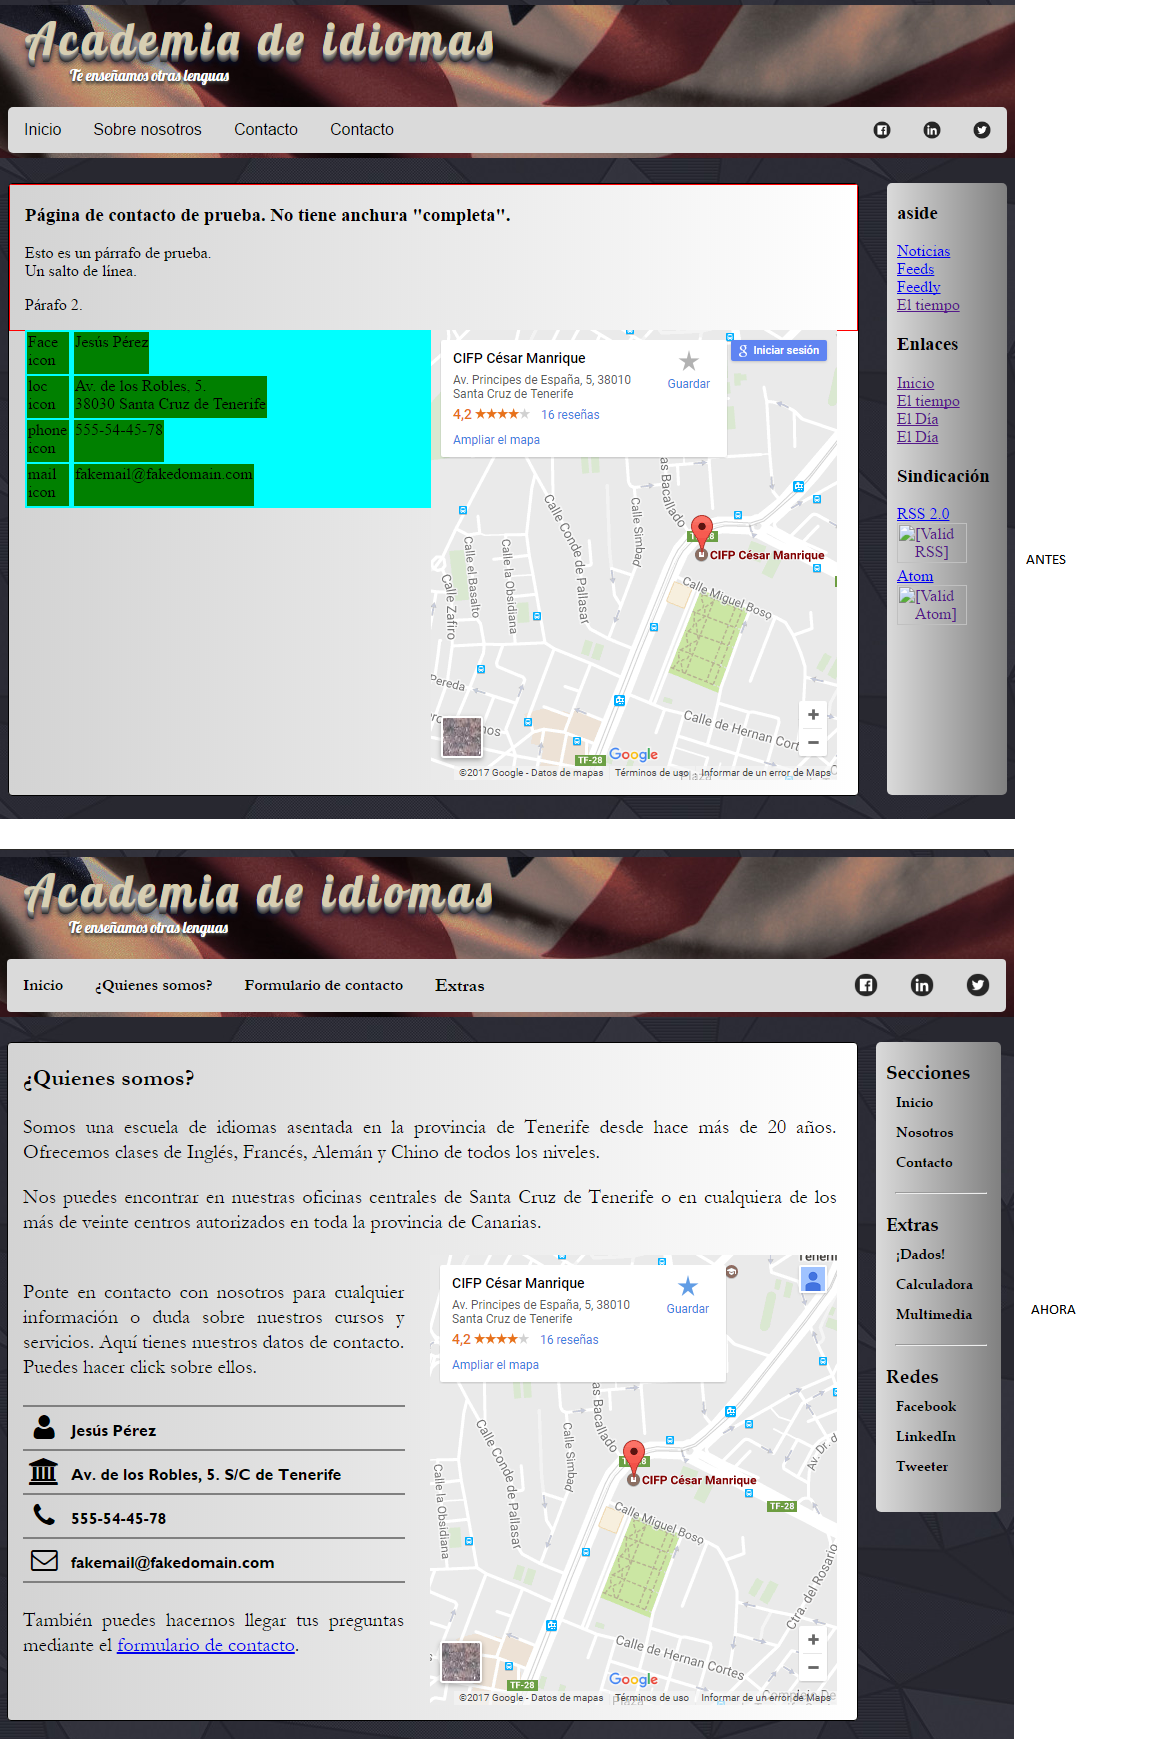 Academia de idiomas
Te enseñamos otras lenguas
Inicio Sobre nosotros Contacto Contacto
Página de contacto de prueba. No tiene anchura "completa".
Esto es un párrafo de prueba.
Un salto de línea.
Párafo 2.
Face icon
Jesús Pérez
loc icon
Av. de los Robles, 5.
38030 Santa Cruz de Tenerife
phone icon
555-54-45-78
mail icon
fakemail@fakedomain.com
CIFP César Manrique
Av. Principes de España, 5, 38010
Santa Cruz de Tenerife
4,2 ★★★★★ 16 reseñas
Ampliar el mapa
Guardar
Iniciar sesión
as Bacallado
Calle Conde de Pallasar
Calle Simbad
Calle el Basalto
Calle la Obsidiana
Calle Zafiro
CIFP César Manrique
Calle Miguel Boso
Pereda
Calle de Hernan Cort
TF-28
Google
©2017 Google - Datos de mapas Términos de uso Informar de un error de Maps
aside
Noticias
Feeds
Feedly
El tiempo
Enlaces
Inicio
El tiempo
El Día
El Día
Sindicación
RSS 2.0
[Valid RSS]
Atom
[Valid Atom]
ANTES
Academia de idiomas
Te enseñamos otras lenguas
Inicio ¿Quienes somos? Formulario de contacto Extras
¿Quienes somos?
Somos una escuela de idiomas asentada en la provincia de Tenerife desde hace más de 20 años.
Ofrecemos clases de Inglés, Francés, Alemán y Chino de todos los niveles.
Nos puedes encontrar en nuestras oficinas centrales de Santa Cruz de Tenerife o en cualquiera de los
más de veinte centros autorizados en toda la provincia de Canarias.
Ponte en contacto con nosotros para cualquier
información o duda sobre nuestros cursos y
servicios. Aquí tienes nuestros datos de contacto.
Puedes hacer click sobre ellos.
Jesús Pérez
Av. de los Robles, 5. S/C de Tenerife
555-54-45-78
fakemail@fakedomain.com
También puedes hacernos llegar tus preguntas
mediante el formulario de contacto.
CIFP César Manrique
Av. Principes de España, 5, 38010
Santa Cruz de Tenerife
4,2 ★★★★★ 16 reseñas
Ampliar el mapa
Guardar
as Bacallado
Calle Conde de Pallasar
Calle Simbad
Calle la Obsidiana
Av. Dr. d
CIFP César Manrique
TF-28
Calle Miguel Boso
Ctra. del Rosario
Calle de Hernan Cortes
TF-28
Google
©2017 Google - Datos de mapas Términos de uso Informar de un error de Maps
Secciones
Inicio
Nosotros
Contacto
Extras
¡Dados!
Calculadora
Multimedia
Redes
Facebook
LinkedIn
Tweeter
AHORA